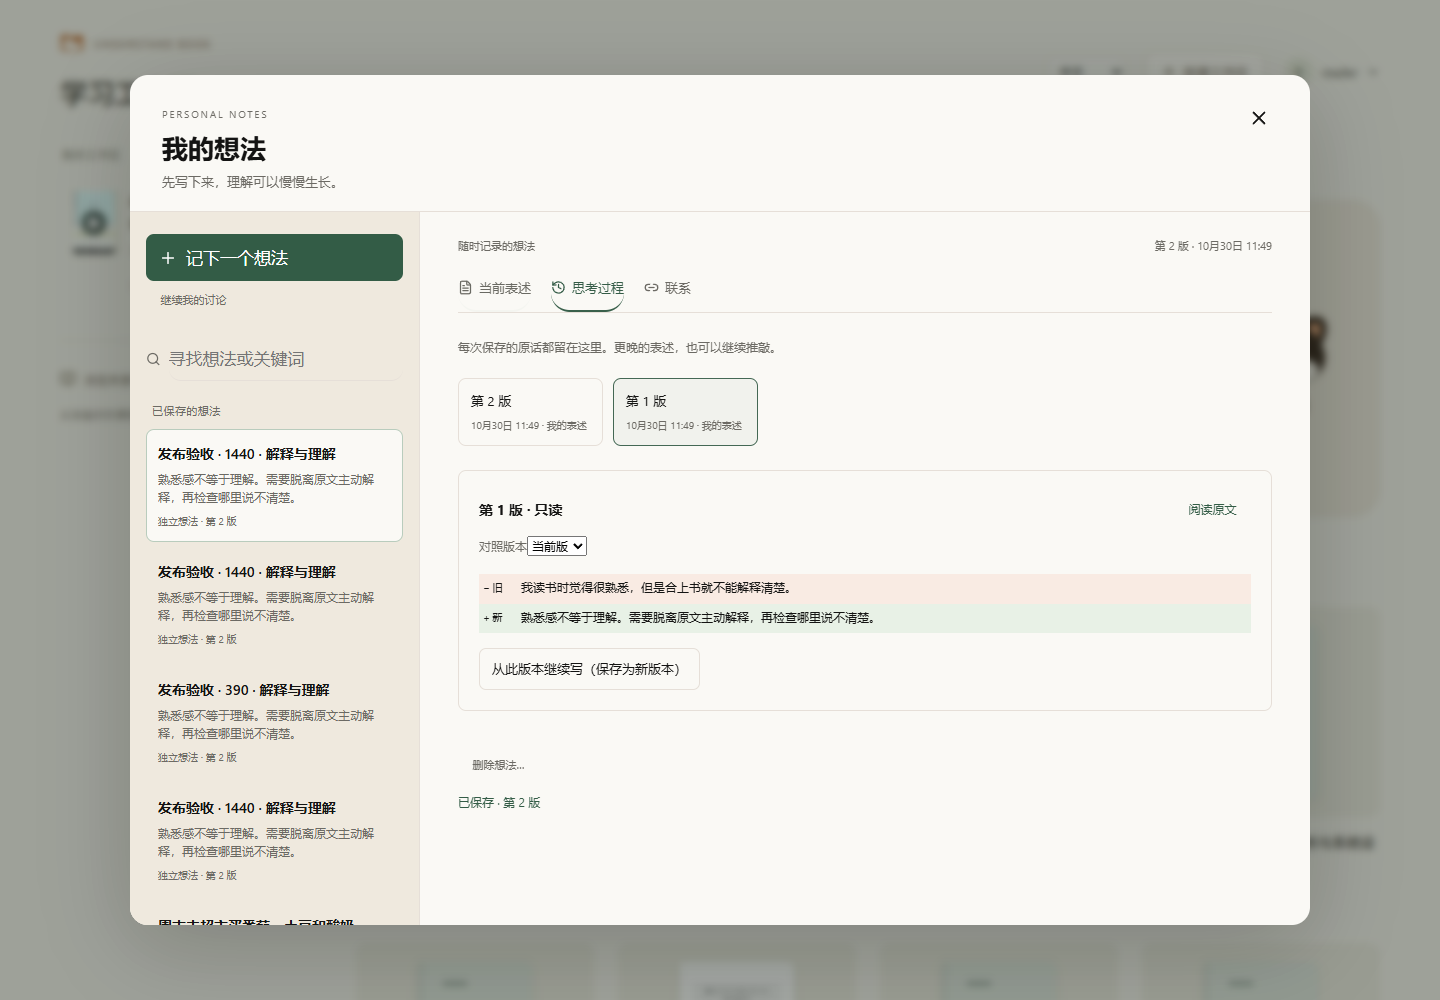 学习工
PERSONAL NOTES
我的想法
先写下来，理解可以慢慢生长。
+ 记下一个想法
继续我的讨论
寻找想法或关键词
已保存的想法
发布验收 · 1440 · 解释与理解
熟悉感不等于理解。需要脱离原文主动解
释，再检查哪里说不清楚。
独立想法 · 第 2 版
发布验收 · 1440 · 解释与理解
熟悉感不等于理解。需要脱离原文主动解
释，再检查哪里说不清楚。
独立想法 · 第 2 版
发布验收 · 390 · 解释与理解
熟悉感不等于理解。需要脱离原文主动解
释，再检查哪里说不清楚。
独立想法 · 第 2 版
发布验收 · 1440 · 解释与理解
熟悉感不等于理解。需要脱离原文主动解
释，再检查哪里说不清楚。
独立想法 · 第 2 版
随时记录的想法
第 2 版 · 10月30日 11:49
当前表述 思考过程 联系
每次保存的原话都留在这里。更晚的表述，也可以继续推敲。
第 2 版
10月30日 11:49 · 我的表述
第 1 版
10月30日 11:49 · 我的表述
第 1 版 · 只读
阅读原文
对照版本 当前版
− 旧 我读书时觉得很熟悉，但是合上书就不能解释清楚。
+ 新 熟悉感不等于理解。需要脱离原文主动解释，再检查哪里说不清楚。
从此版本继续写（保存为新版本）
删除想法...
已保存 · 第 2 版